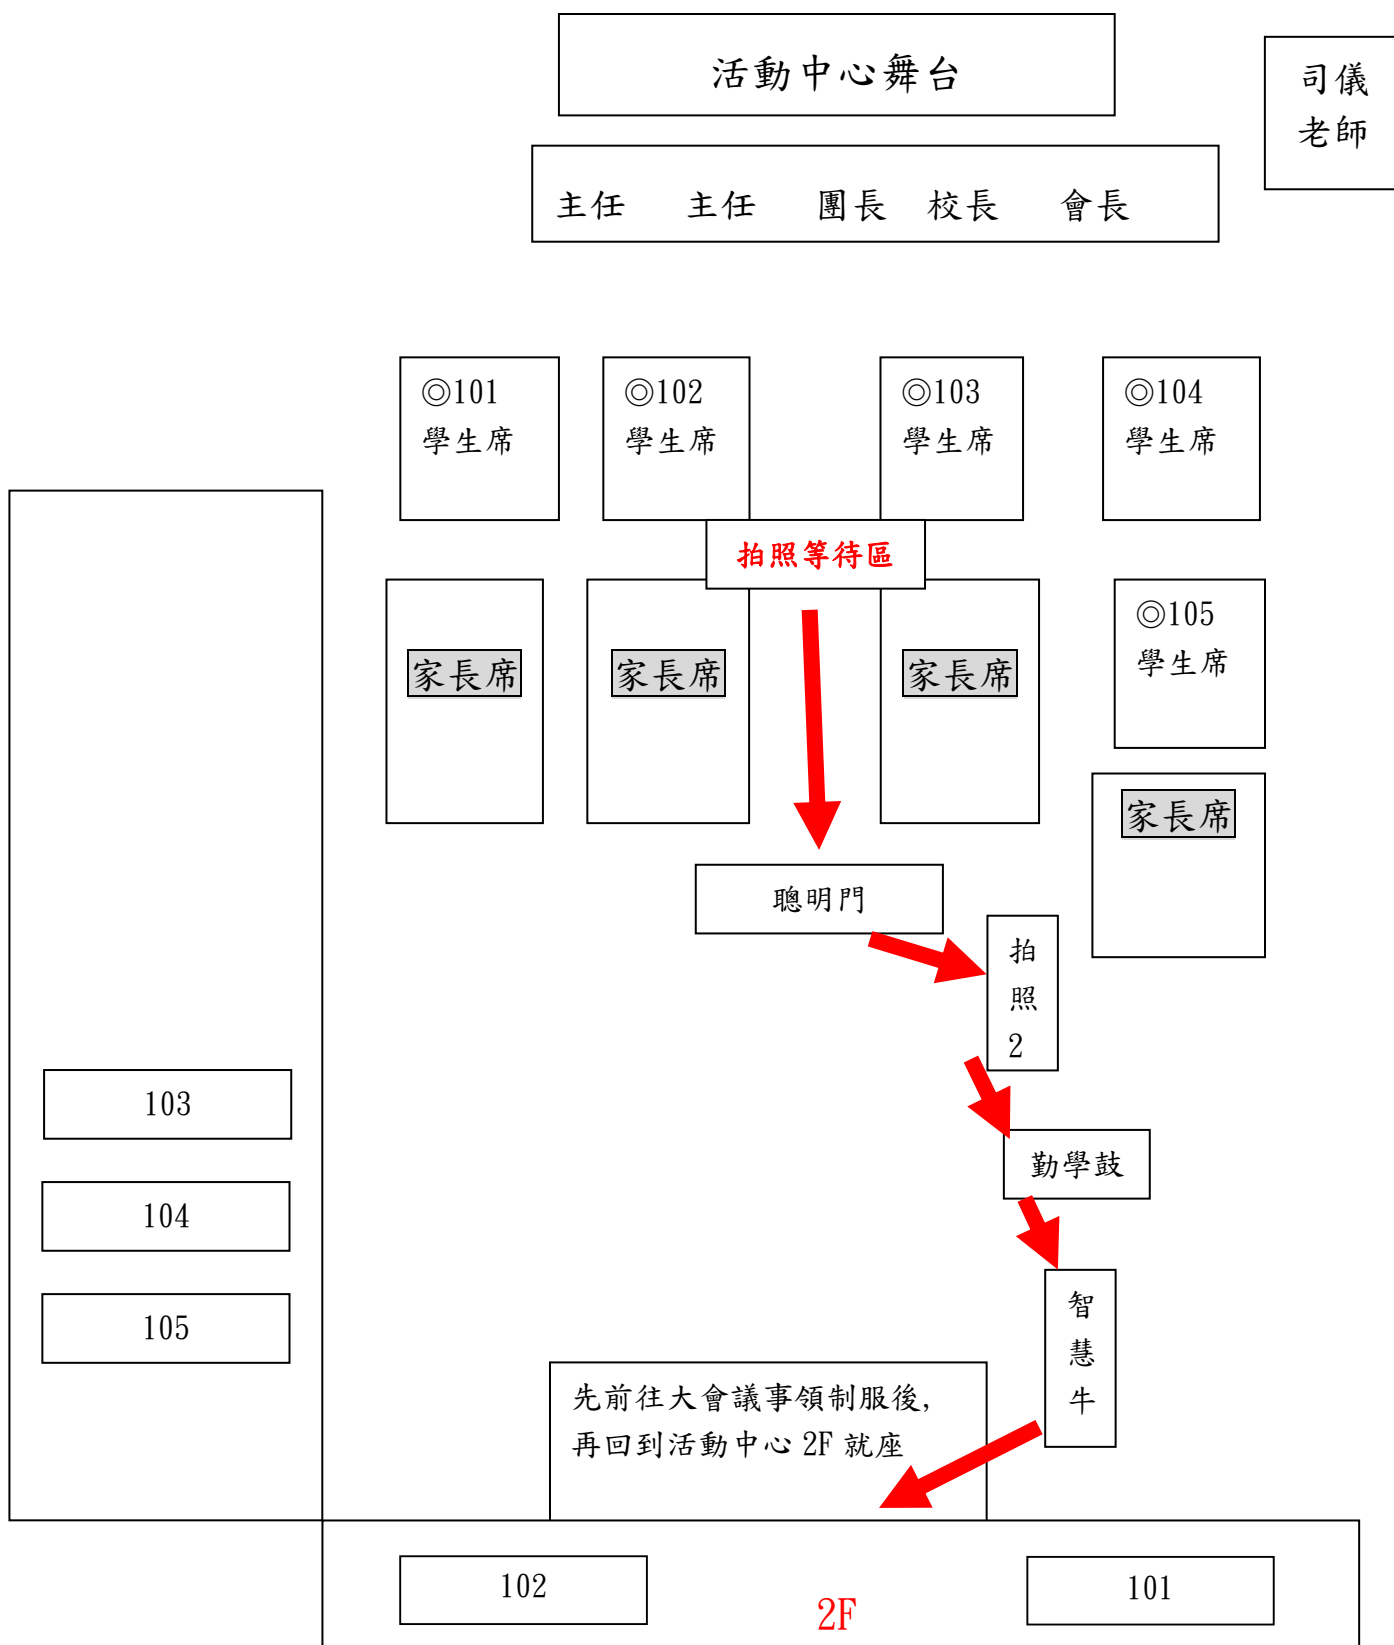 活動中心舞台
司儀
老師
主任 主任 團長 校長 會長
◎101
學生席
◎102
學生席
◎103
學生席
◎104
學生席
拍照等待區
家長席
家長席
家長席
◎105
學生席
家長席
聰明門
拍
照
2
103
勤學鼓
104
智
慧
牛
105
先前往大會議事領制服後,
再回到活動中心 2F 就座
102
101
2F